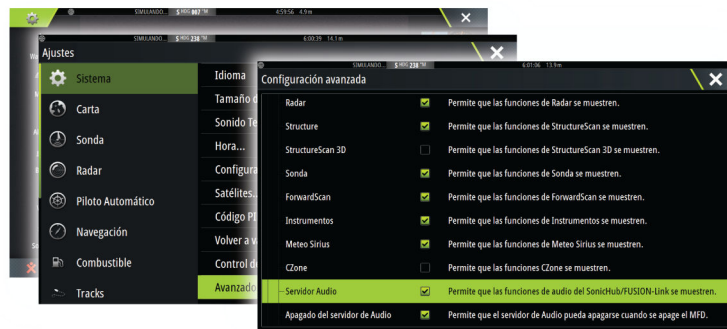 SIMULANDO... S HDG 007 °M 4:59:56 4.9 m
SIMULANDO... S HDG 238 °M 6:00:39 14.1 m
Ajustes
Sistema
Carta
Sonda
Radar
Piloto Automático
Navegación
Combustible
Tracks
Idioma
Tamaño d
Sonido Te
Hora...
Configura
Satélites..
Código PI
Volver a v
Control d
Avanzado
SIMULANDO... S HDG 238 °M 6:01:06 13.9 m
Configuración avanzada
Radar Permite que las funciones de Radar se muestren.
Structure Permite que las funciones de StructureScan se muestren.
StructureScan 3D Permite que las funciones de StructureScan 3D se muestren.
Sonda Permite que las funciones de Sonda se muestren.
ForwardScan Permite que las funciones de ForwardScan se muestren.
Instrumentos Permite que las funciones de Instrumentos se muestren.
Meteo Sirius Permite que las funciones de Meteo Sirius se muestren.
CZone Permite que las funciones CZone se muestren.
Servidor Audio Permite que las funciones de audio del SonicHub/FUSION-Link se muestren.
Apagado del servidor de Audio Permite que el servidor de Audio pueda apagarse cuando se apage el MFD.